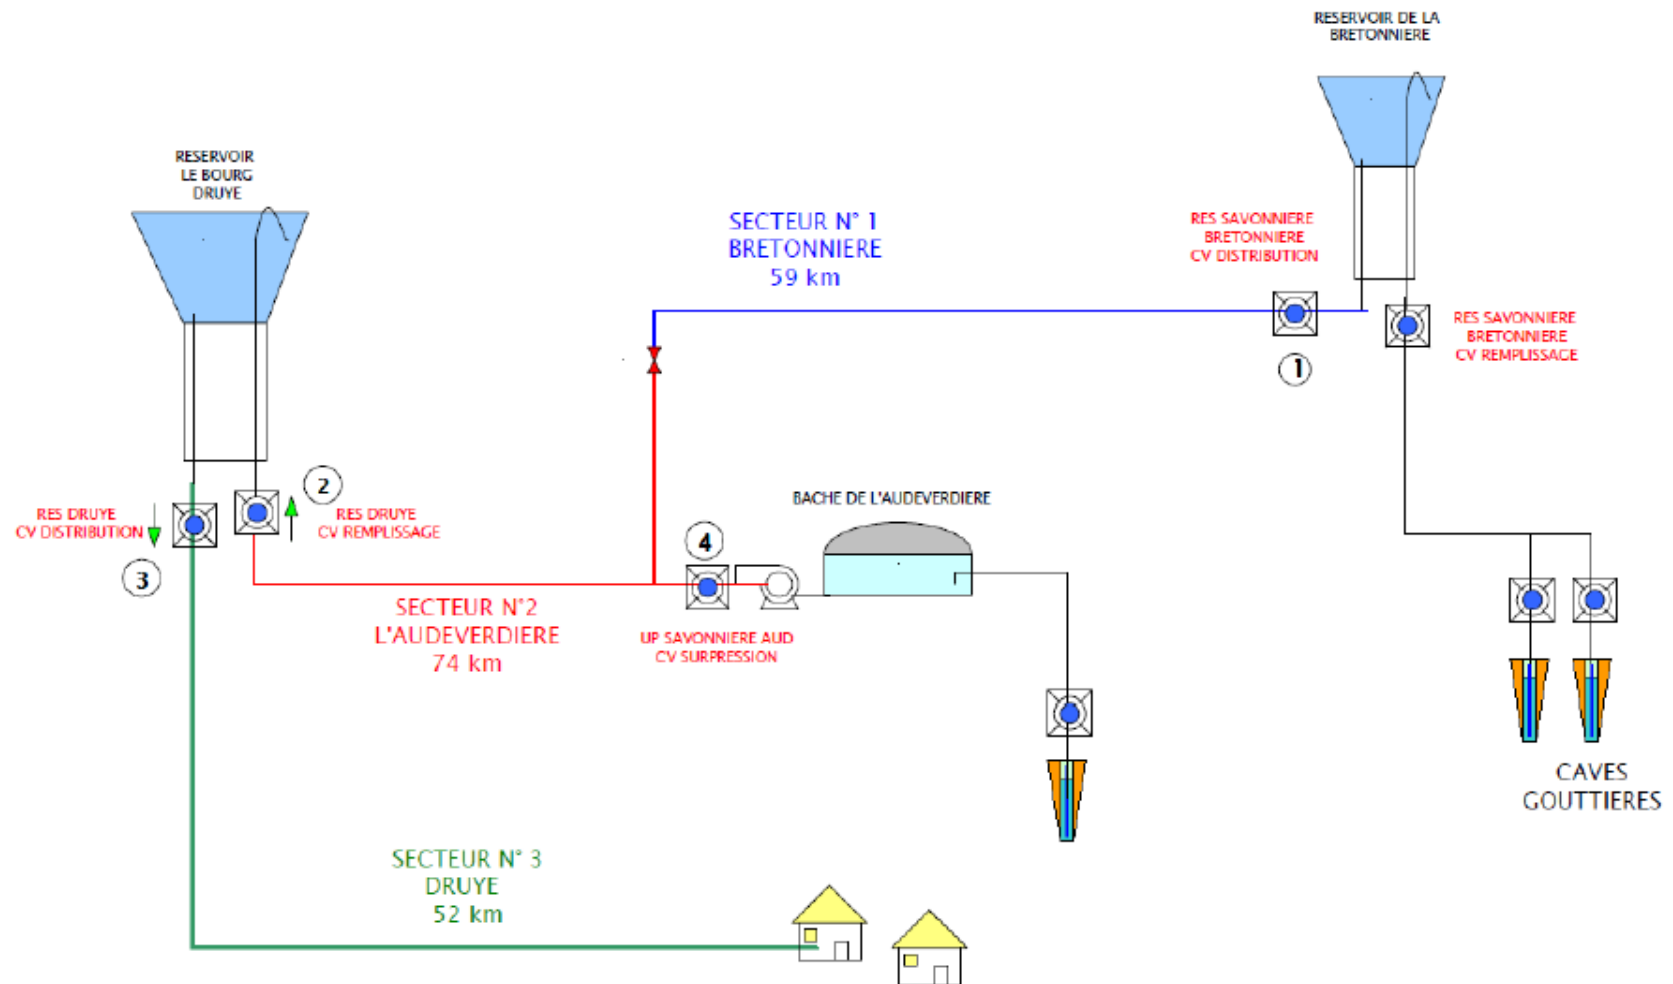 RESERVOIR DE LA
BRETONNIERE
RESERVOIR
LE BOURG
DRUYE
SECTEUR N° 1
BRETONNIERE
59 km
RES SAVONNIERE
BRETONNIERE
CV DISTRIBUTION
RES SAVONNIERE
BRETONNIERE
CV REMPLISSAGE
1
2
RES DRUYE
CV DISTRIBUTION
RES DRUYE
CV REMPLISSAGE
3
BACHE DE L'AUDEVERDIERE
4
SECTEUR N°2
L'AUDEVERDIERE
74 km
UP SAVONNIERE AUD
CV SURPRESSION
CAVES
GOUTTIERES
SECTEUR N° 3
DRUYE
52 km